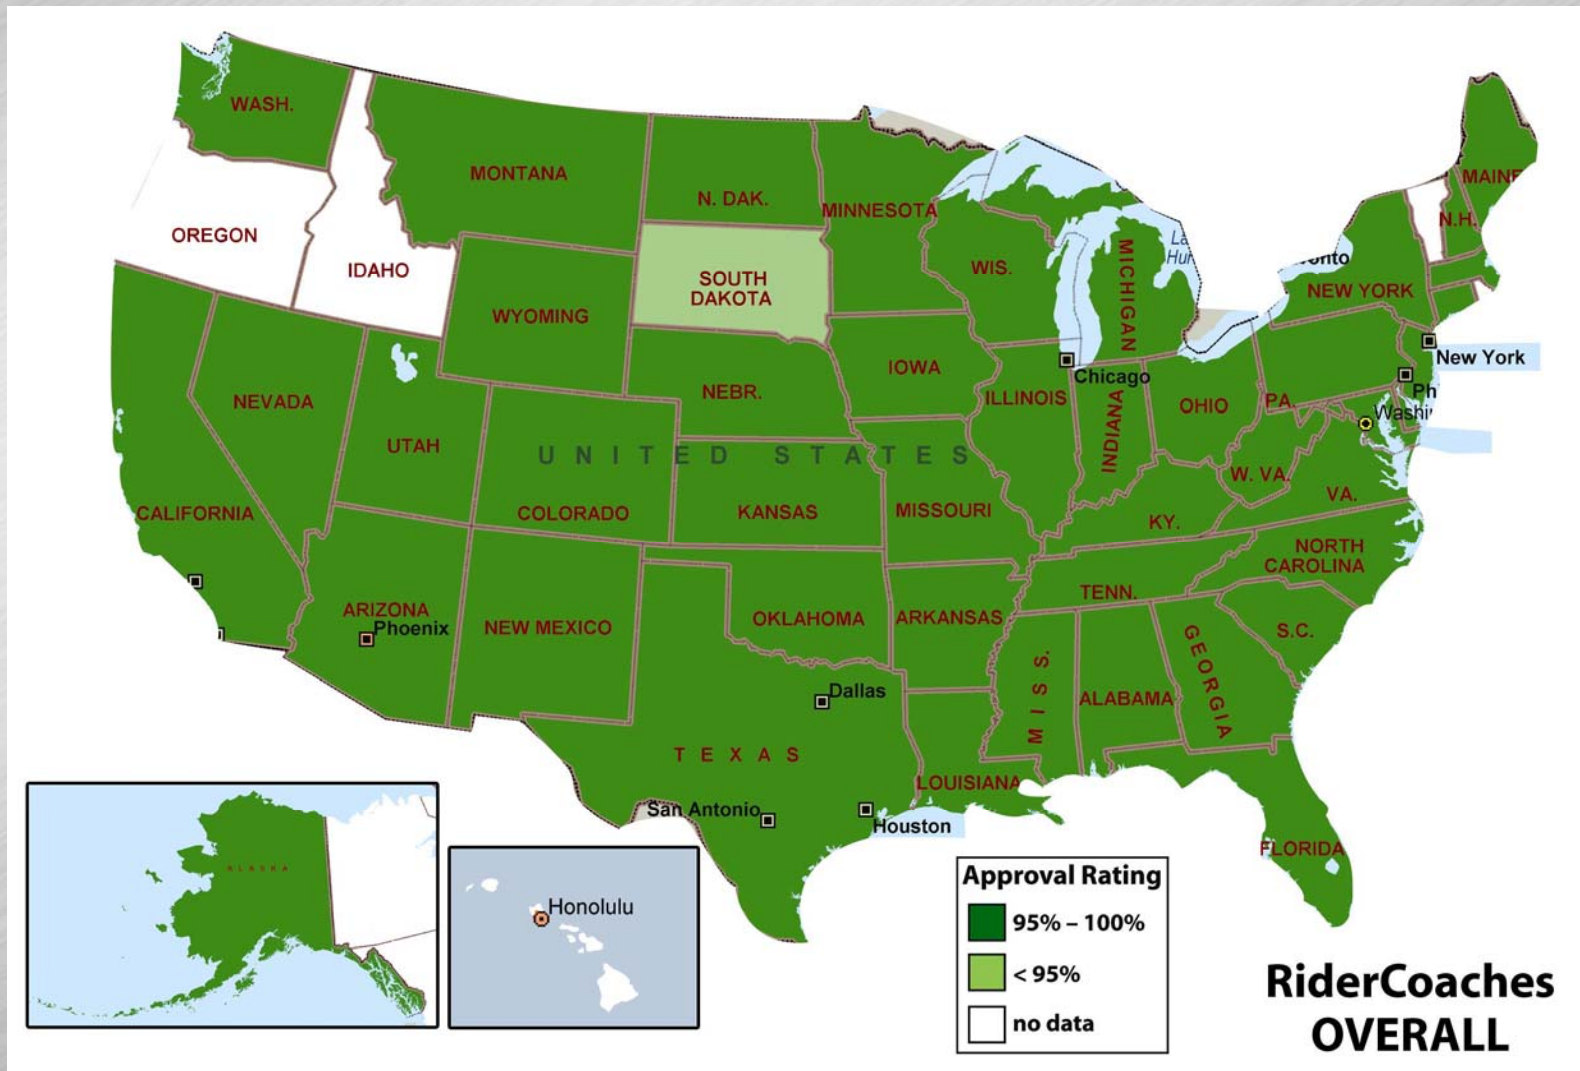 WASH.
MONTANA
N. DAK.
MINNESOTA
OREGON
IDAHO
SOUTH
DAKOTA
WYOMING
WIS.
MICHIGAN
NEW YORK
N.H.
MAINE
NEVADA
UTAH
NEBR.
IOWA
ILLINOIS
Chicago
INDIANA
OHIO
PA.
New York
UNITED STATES
CALIFORNIA
COLORADO
KANSAS
MISSOURI
KY.
W. VA.
VA.
NORTH
CAROLINA
TENN.
ARIZONA
Phoenix
NEW MEXICO
OKLAHOMA
ARKANSAS
MISS.
ALABAMA
GEORGIA
S.C.
Dallas
TEXAS
San Antonio
Houston
LOUISIANA
FLORIDA
ALASKA
Honolulu
Approval Rating
95% – 100%
< 95%
no data
RiderCoaches
OVERALL